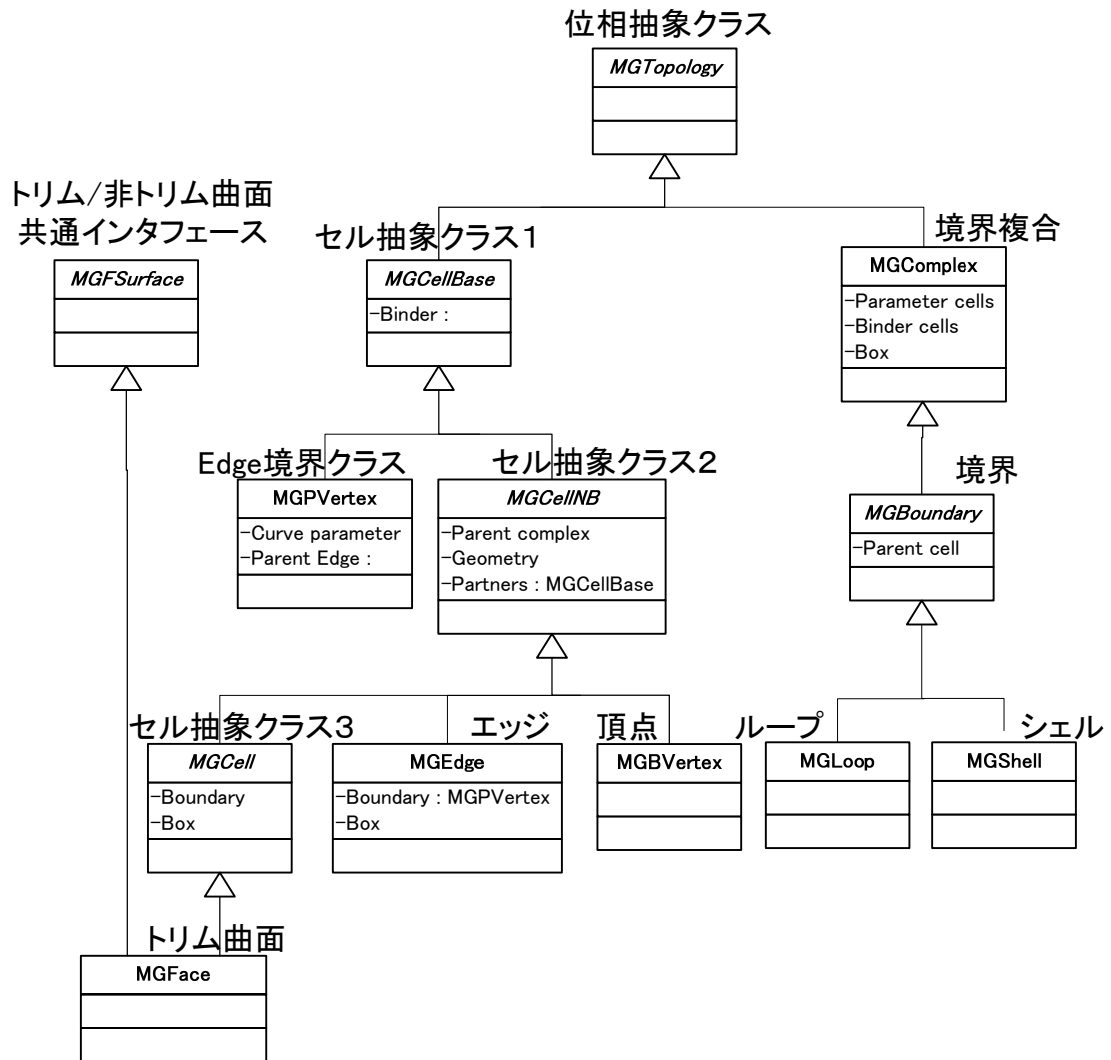 位相抽象クラス
MGTopology
トリム/非トリム曲面
共通インタフェース
MGFSurface
セル抽象クラス1
MGCellBase
-Binder :
境界複合
MGComplex
-Parameter cells
-Binder cells
-Box
Edge境界クラス
MGPVertex
-Curve parameter
-Parent Edge :
セル抽象クラス2
MGCellNB
-Parent complex
-Geometry
-Partners : MGCellBase
境界
MGBoundary
-Parent cell
セル抽象クラス3
MGCell
-Boundary
-Box
エッジ
MGEdge
-Boundary : MGPVertex
-Box
頂点
MGBVertex
ループ
MGLoop
シェル
MGShell
トリム曲面
MGFace